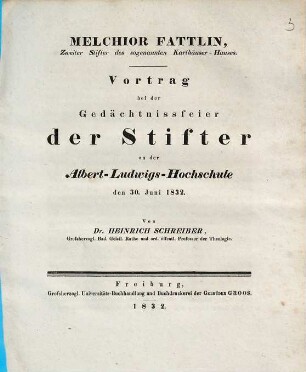 MELCHIOR FATTLIN,
Zweiter Stifter des sogenannten Karthäuser-Hauses.
Vortrag
bei der
Gedächtnissfeier
der Stifter
an der
Albert-Ludwigs-Hochschule
den 30. Juni 1832.
Von
Dr. HEINRICH SCHREIBER,
Grossherzogl. Bad. Geistl. Rathe und ord. öffentl. Professor der Theologie.
Freiburg,
Grossherzogl. Universitäts-Buchhandlung und Buchdruckerei der GEBRÜDER GROOS.
1832.